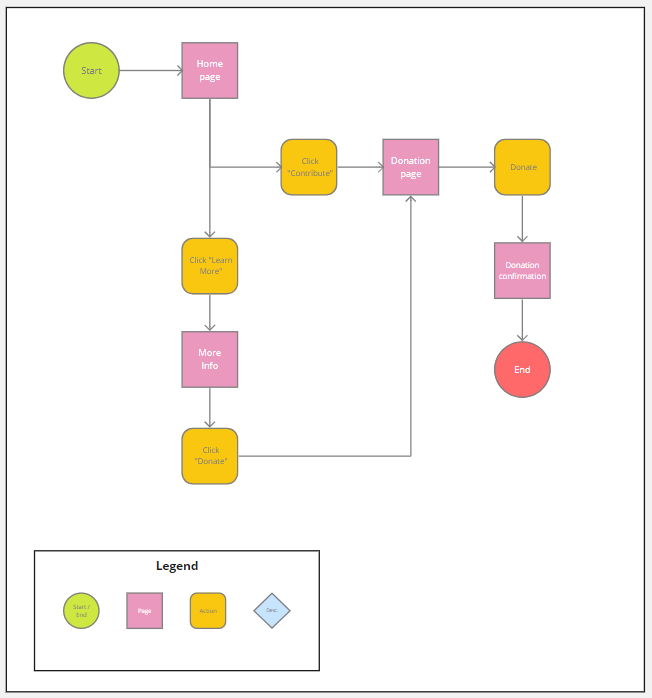 Start
Home
page
Click
"Contribute"
Donation
page
Donate
Click "Learn
More"
Donation
confirmation
More
Info
End
Click
"Donate"
Legend
Start /
End
Page
Action
Desc.